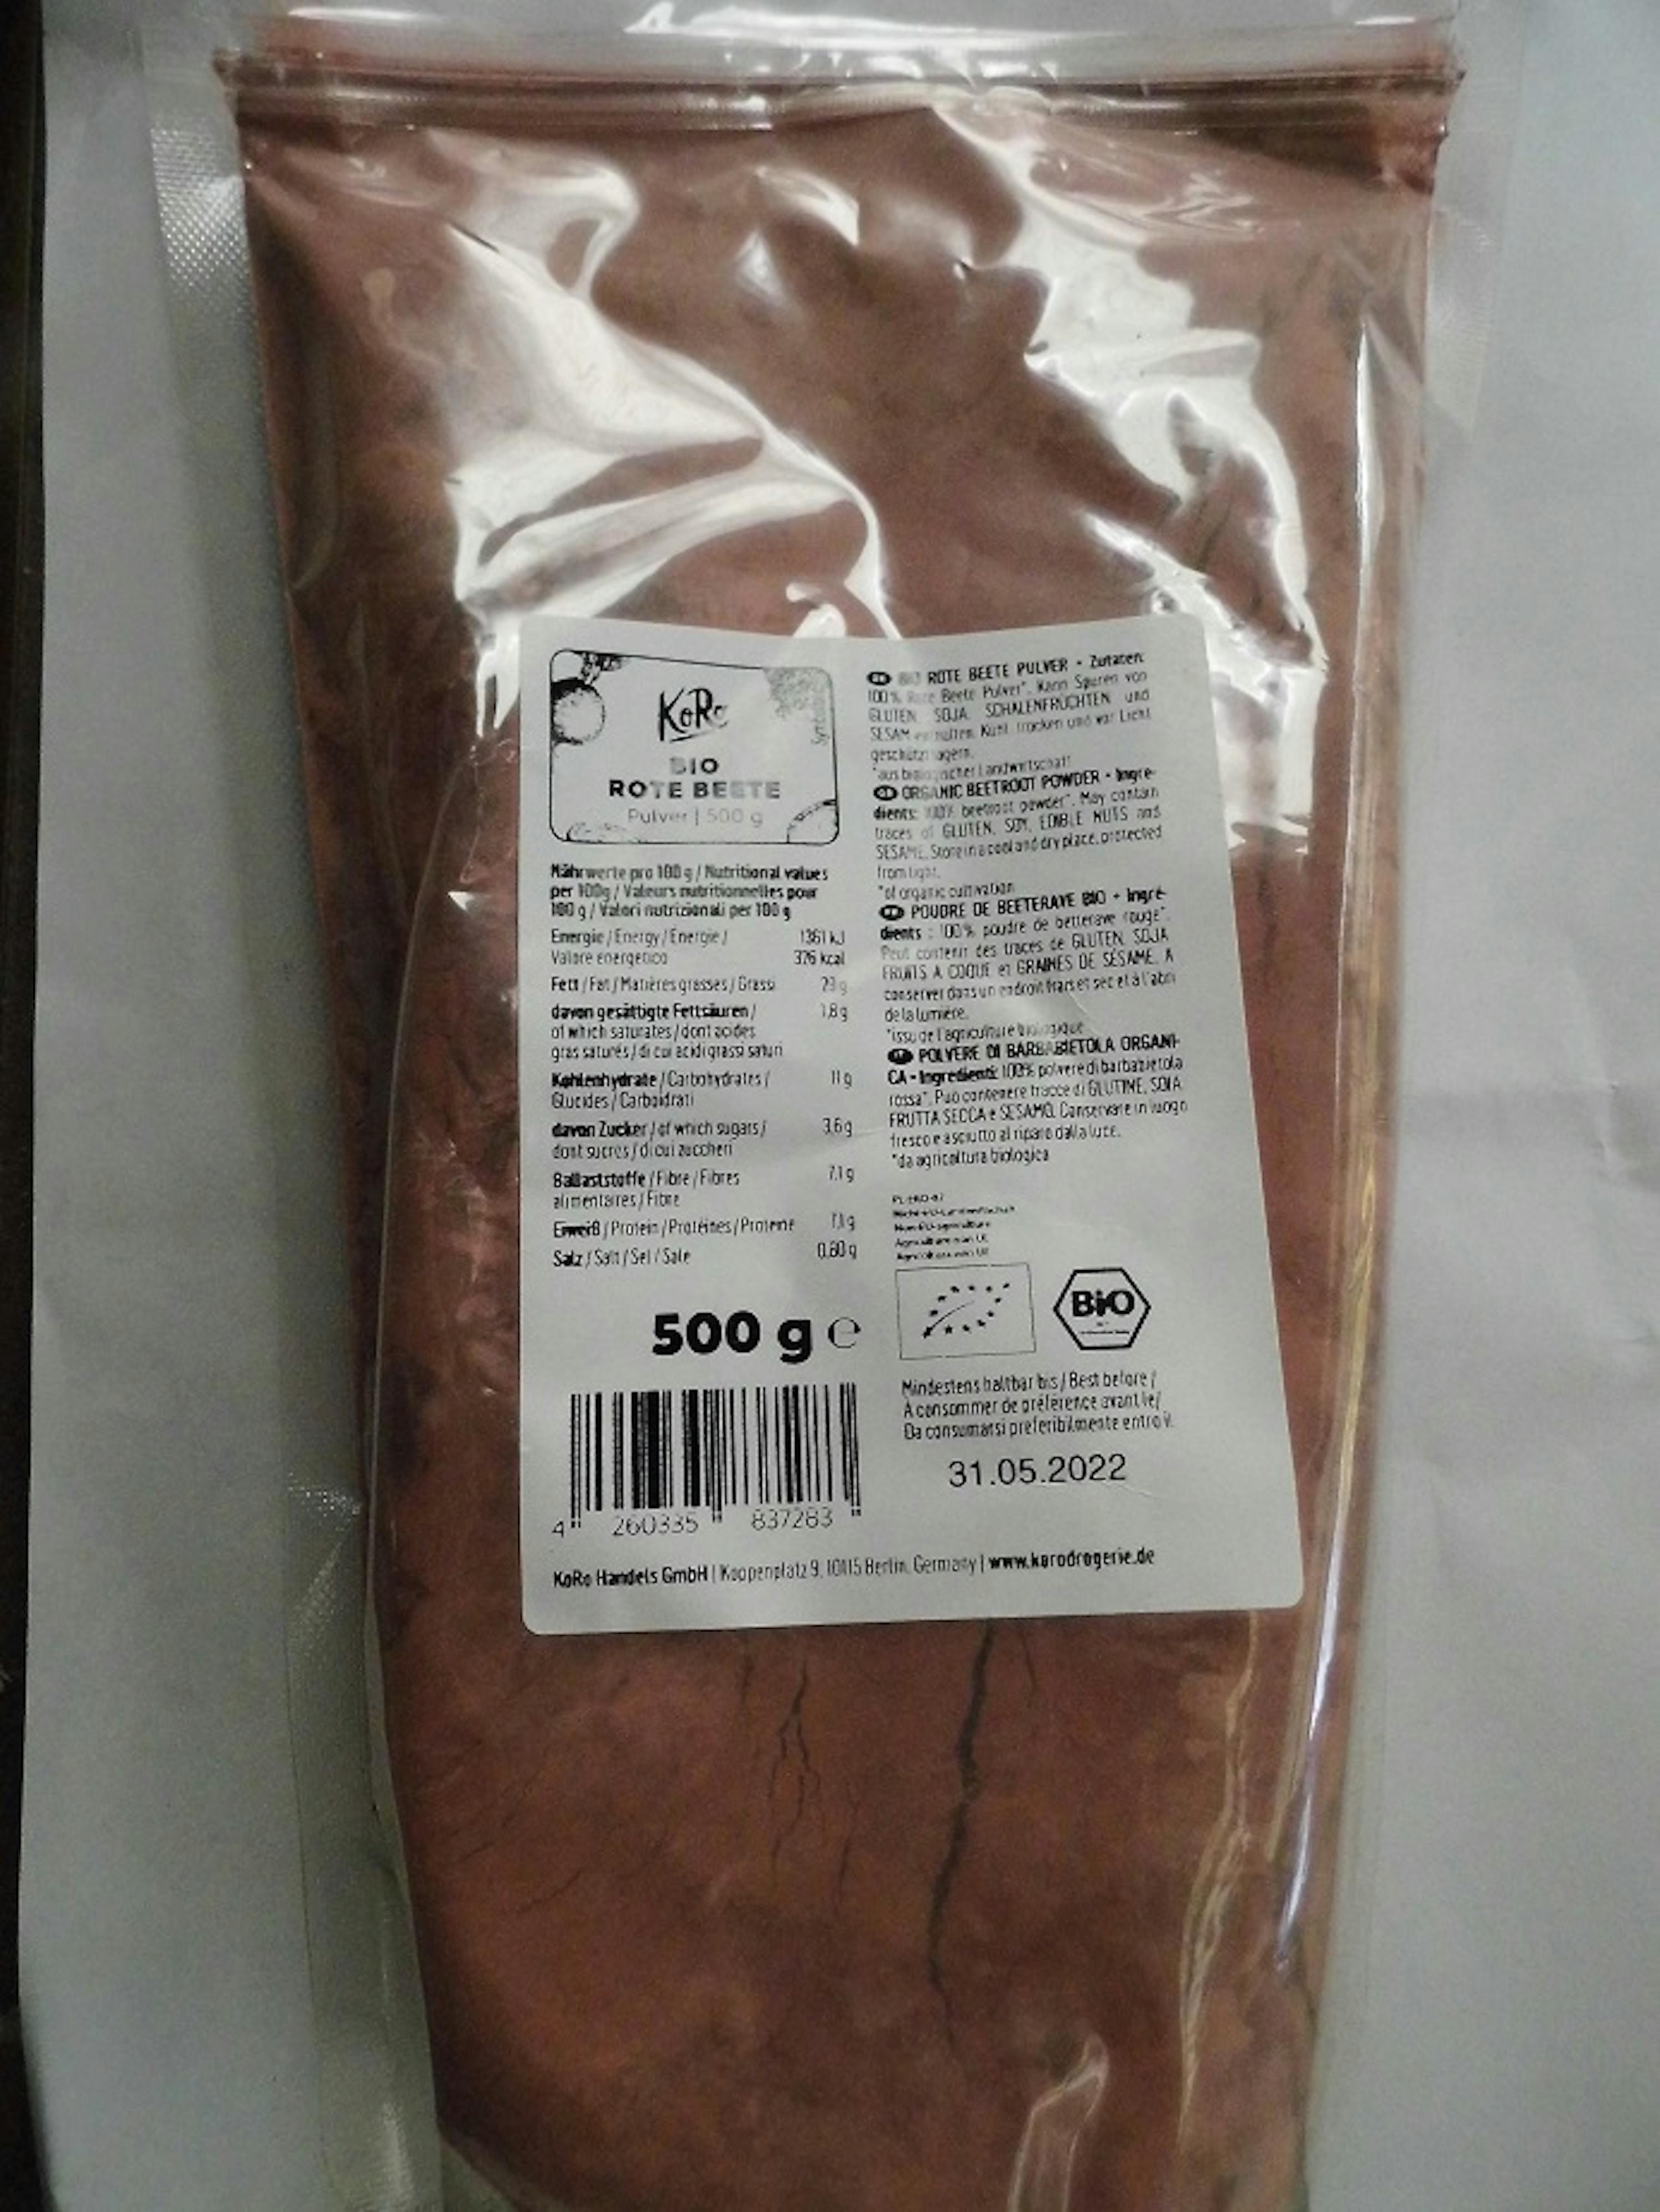 KoRo
BIO
ROTE BEETE
Pulver | 500 g
Nährwerte pro 100 g / Nutritional values
per 100g / Valeurs nutritionnelles pour
100 g / Valori nutrizionali per 100 g
Energie / Energy / Énergie / 1361 kJ
Valore energetico 326 kcal
Fett / Fat / Matières grasses / Grassi
davon gesättigte Fettsäuren / 1,8 g
of which saturates / dont acides
gras saturés / di cui acidi grassi saturi
Kohlenhydrate / Carbohydrates / 11 g
Glucides / Carboidrati
davon Zucker / of which sugars / 3,6 g
dont sucres / di cui zuccheri
Ballaststoffe / Fibre / Fibres 7,1 g
alimentaires / Fibre
Eiweiß / Protein / Protéines / Proteine
Salz / Salt / Sel / Sale 0,80 g
500 g e
4 260335 837283
BIO ROTE BEETE PULVER • Zutaten:
100 % Rote Beete Pulver*. Kann Spuren von
GLUTEN, SOJA, SCHALENFRÜCHTEN und
SESAM enthalten. Kühl, trocken und vor Licht
geschützt lagern.
*aus biologischer Landwirtschaft
ORGANIC BEETROOT POWDER • Ingre-
dients: 100% beetroot powder*. May contain
traces of GLUTEN, SOY, EDIBLE NUTS and
SESAME. Store in a cool and dry place, protected
from light.
*of organic cultivation
POUDRE DE BEETERAVE BIO • Ingré-
dients : 100 % poudre de betterave rouge*.
Peut contenir des traces de GLUTEN, SOJA,
FRUITS À COQUE et GRAINES DE SÉSAME. A
conserver dans un endroit frais et sec et à l'abri
de la lumière.
*issu de l'agriculture biologique
POLVERE DI BARBABIETOLA ORGANI-
CA • Ingredienti: 100% polvere di barbabietola
rossa*. Può contenere tracce di GLUTINE, SOIA,
FRUTTA SECCA e SESAMO. Conservare in luogo
fresco e asciutto al riparo dalla luce.
*da agricoltura biologica
Bio
Mindestens haltbar bis / Best before /
À consommer de préférence avant le/
Da consumarsi preferibilmente entro il:
31.05.2022
KoRo Handels GmbH | Koppenplatz 9, 10115 Berlin, Germany | www.korodrogerie.de